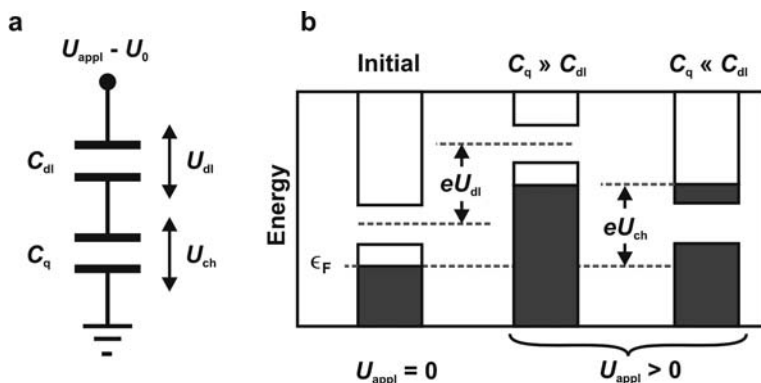 a
U_appl - U_0
C_dl
U_dl
C_q
U_ch
b
Initial
C_q » C_dl
C_q « C_dl
Energy
eU_dl
eU_ch
ϵ_F
U_appl = 0
U_appl > 0